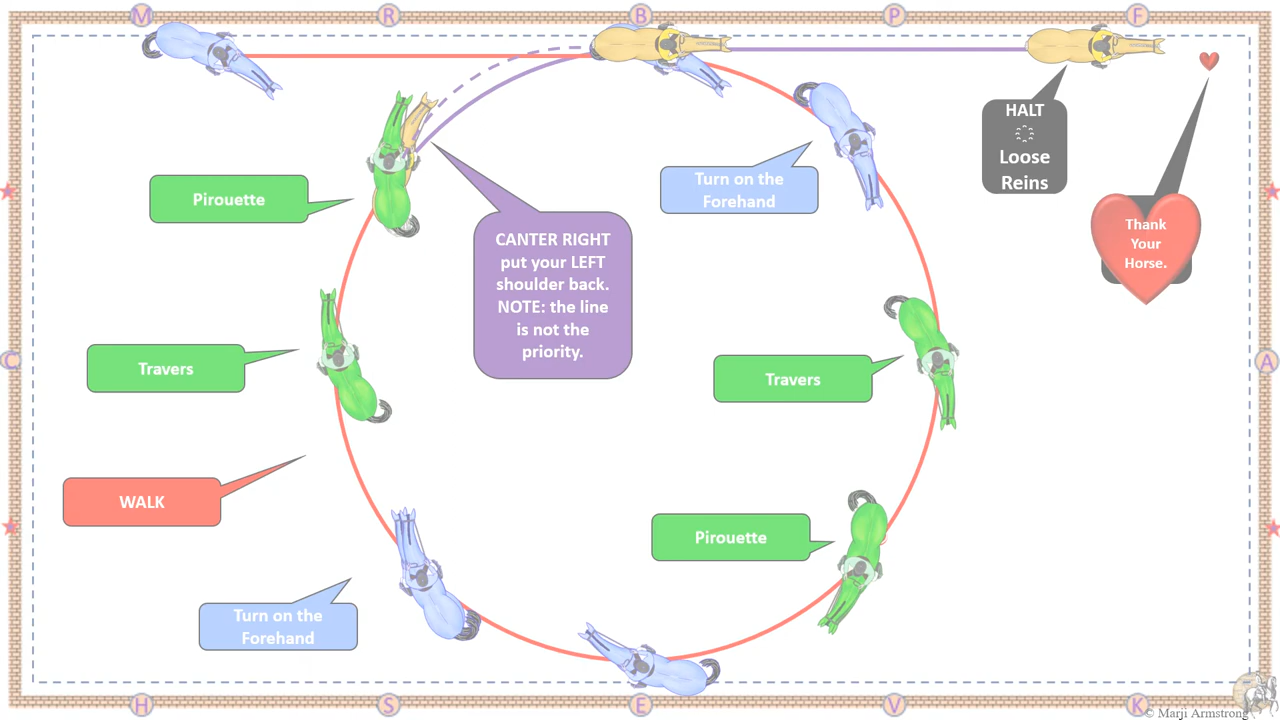 M
R
B
P
F
HALT
Loose
Reins
Turn on the
Forehand
Pirouette
Thank
Your
Horse.
CANTER RIGHT
put your LEFT
shoulder back.
NOTE: the line
is not the
priority.
C
A
Travers
Travers
WALK
Pirouette
Turn on the
Forehand
H
S
E
V
K
© Marji Armstrong